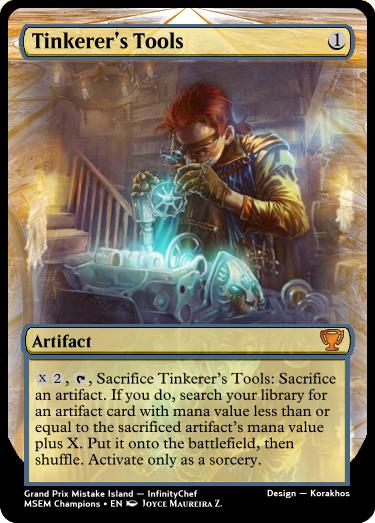 Tinkerer's Tools 1
Artifact
X 2, , Sacrifice Tinkerer's Tools: Sacrifice
an artifact. If you do, search your library for
an artifact card with mana value less than or
equal to the sacrificed artifact's mana value
plus X. Put it onto the battlefield, then
shuffle. Activate only as a sorcery.
Grand Prix Mistake Island — InfinityChef Design — Korakhos
MSEM Champions • EN Joyce Maureira Z.